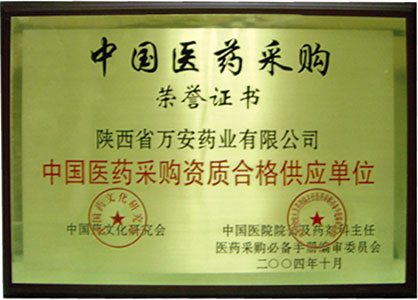 中国医药采购
荣誉证书
陕西省万安药业有限公司
中国医药采购资质合格供应单位
中国药文化研究会
中国医院院长及药剂科主任
医药采购必备手册编审委员会
二〇〇四年十月